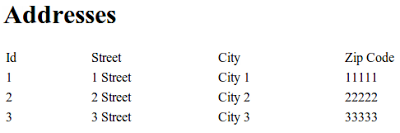 Addresses
Id Street City Zip Code
1 1 Street City 1 11111
2 2 Street City 2 22222
3 3 Street City 3 33333